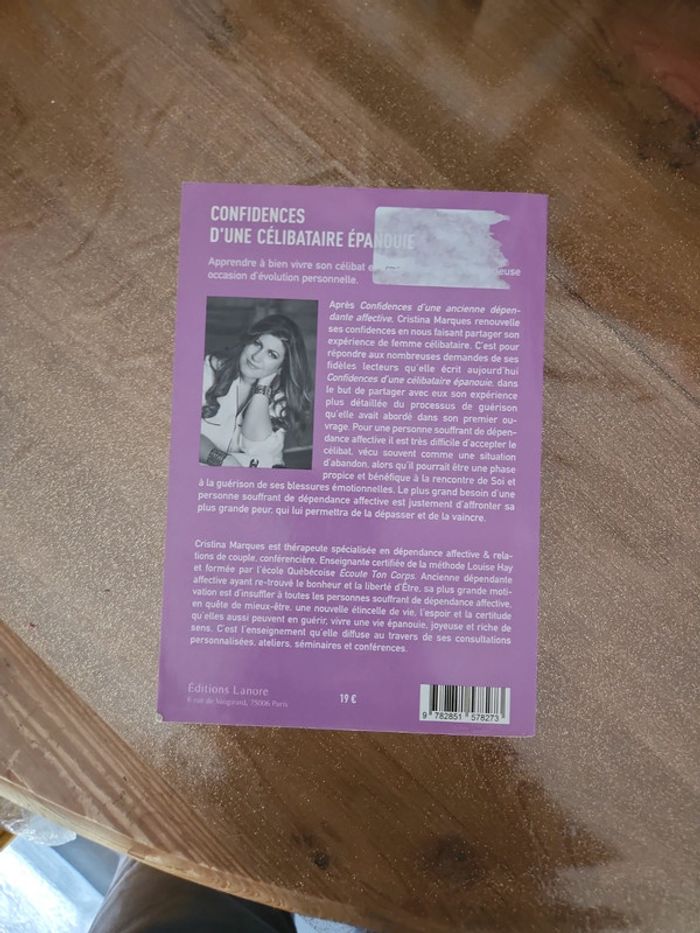 CONFIDENCES
D'UNE CÉLIBATAIRE ÉPANOUIE
Apprendre à bien vivre son célibat
occasion d'évolution personnelle.
Après Confidences d'une ancienne dépen-
dante affective, Cristina Marques renouvelle
ses confidences en nous faisant partager son
expérience de femme célibataire. C'est pour
répondre aux nombreuses demandes de ses
fidèles lecteurs qu'elle écrit aujourd'hui
Confidences d'une célibataire épanouie, dans
le but de partager avec eux son expérience
plus détaillée du processus de guérison
qu'elle avait abordé dans son premier ou-
vrage. Pour une personne souffrant de dépen-
dance affective il est très difficile d'accepter le
célibat, vécu souvent comme une situation
d'abandon, alors qu'il pourrait être une phase
propice et bénéfique à la rencontre de Soi et
à la guérison de ses blessures émotionnelles. Le plus grand besoin d'une
personne souffrant de dépendance affective est justement d'affronter sa
plus grande peur, qui lui permettra de la dépasser et de la vaincre.
Cristina Marques est thérapeute spécialisée en dépendance affective & rela-
tions de couple, conférencière. Enseignante certifiée de la méthode Louise Hay
et formée par l'école Québécoise Écoute Ton Corps. Ancienne dépendante
affective ayant re-trouvé le bonheur et la liberté d'Être, sa plus grande moti-
vation est d'insuffler à toutes les personnes souffrant de dépendance affective,
en quête de mieux-être, une nouvelle étincelle de vie, l'espoir et la certitude
qu'elles aussi peuvent en guérir, vivre une vie épanouie, joyeuse et riche de
sens. C'est l'enseignement qu'elle diffuse au travers de ses consultations
personnalisées, ateliers, séminaires et conférences.
Éditions Lanore
6 rue de Vaugirard, 75006 Paris
19 €
9 782851 578273